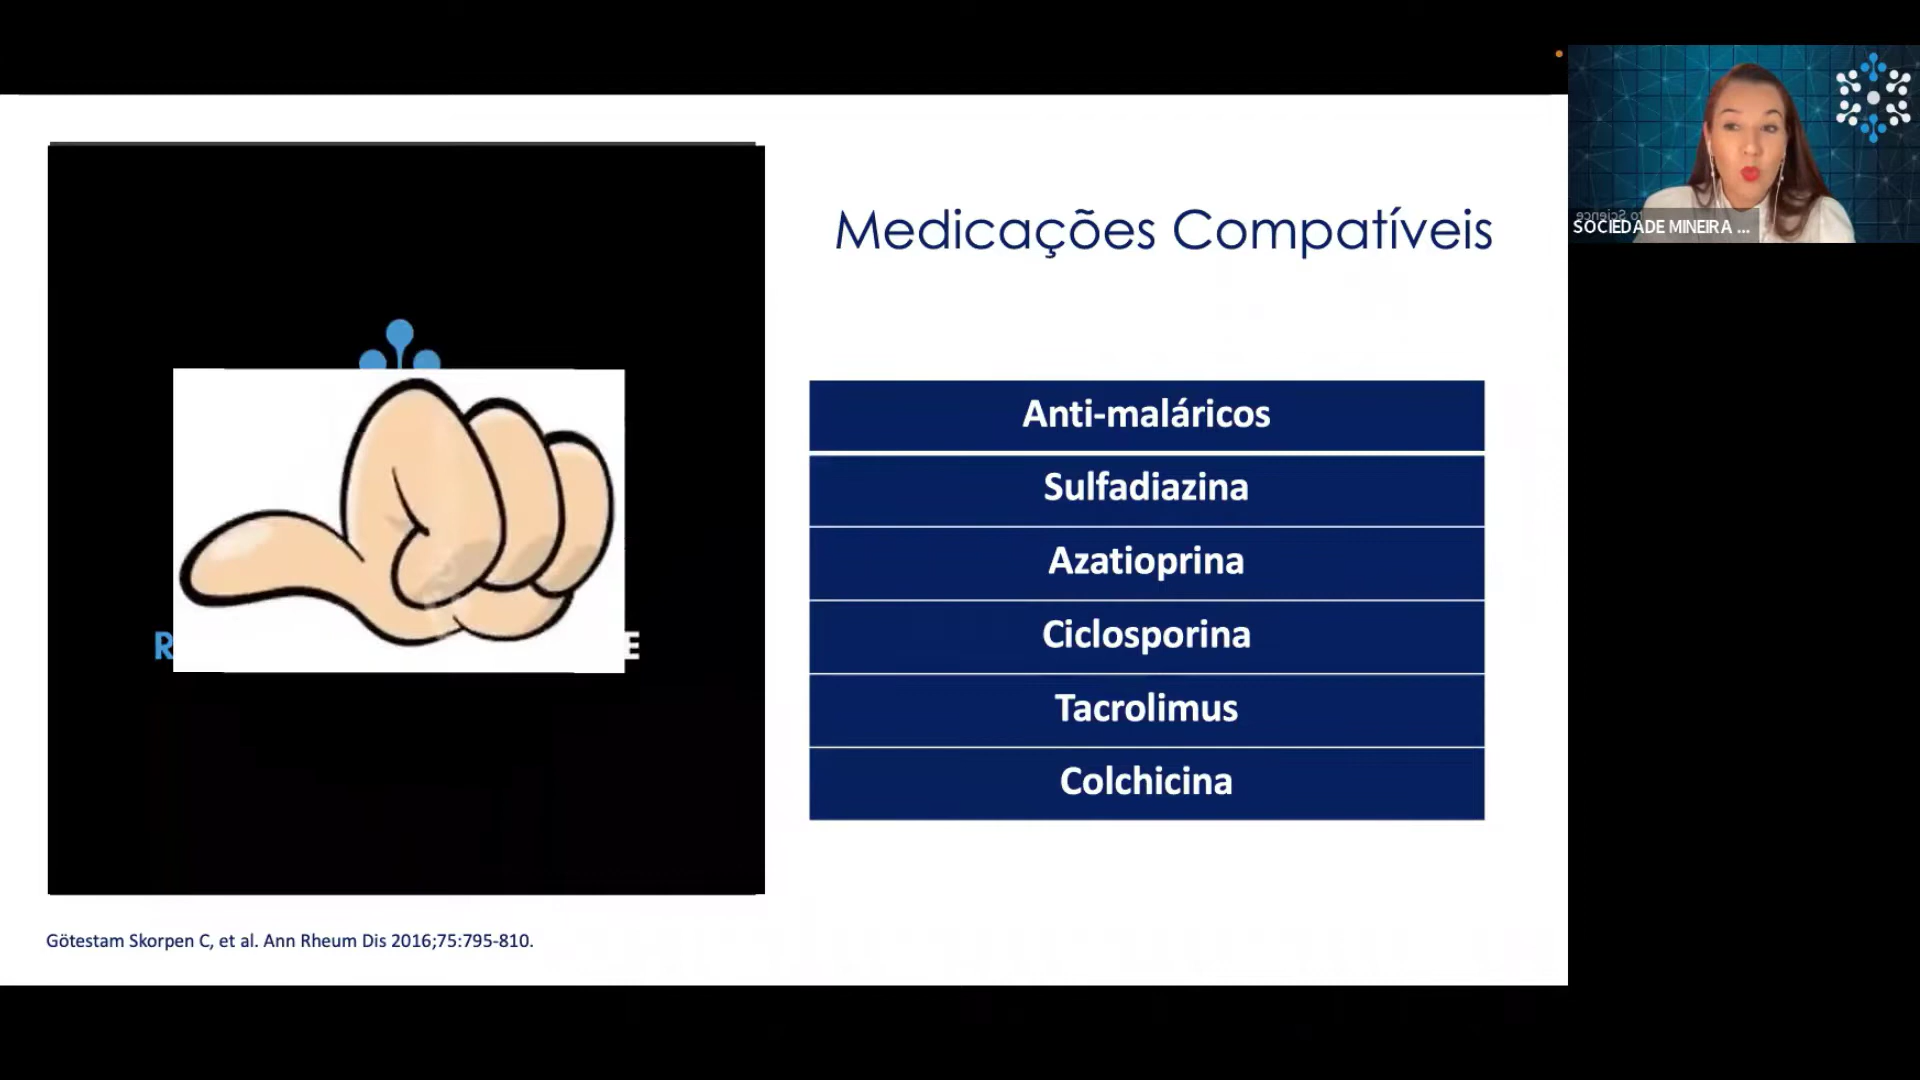 Medicações Compatíveis
Anti-maláricos
Sulfadiazina
Azatioprina
Ciclosporina
Tacrolimus
Colchicina
R
E
Götestam Skorpen C, et al. Ann Rheum Dis 2016;75:795-810.
SOCIEDADE MINEIRA ...